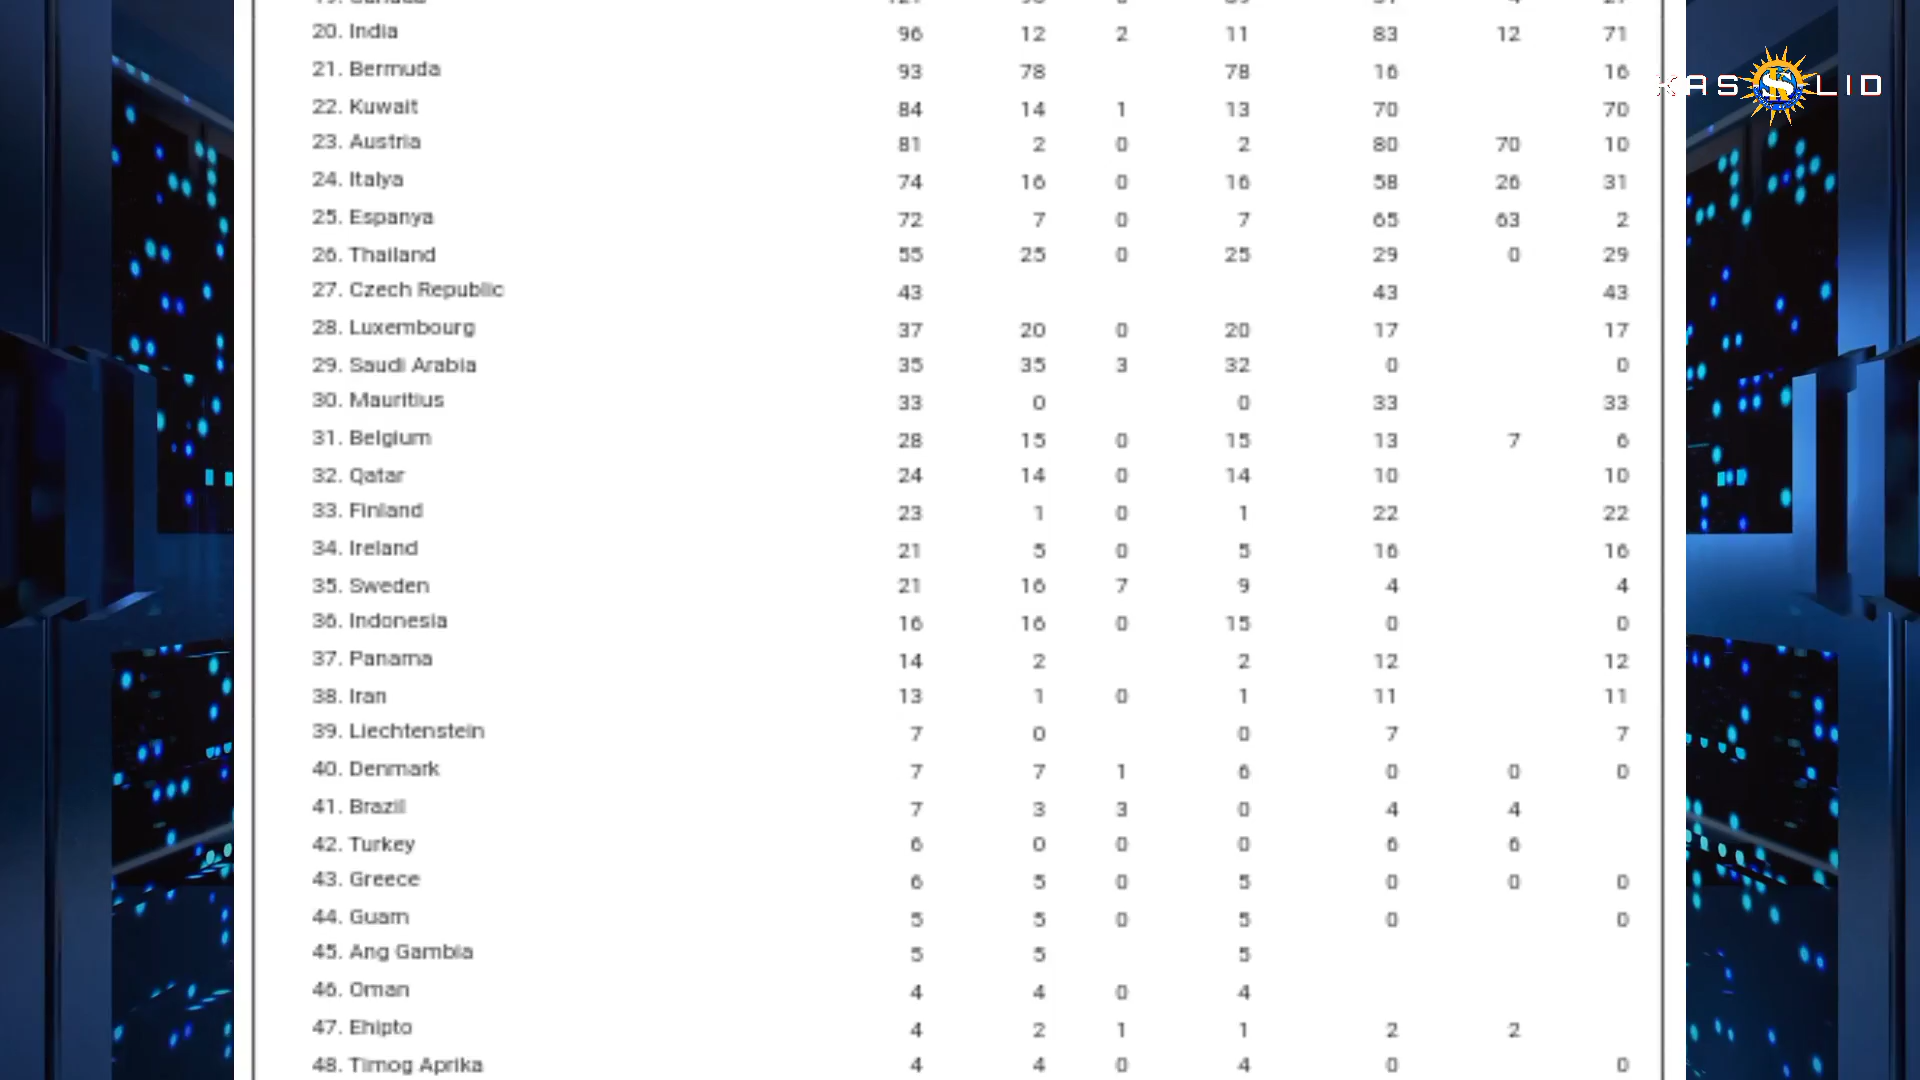 20. India 96 12 2 11 83 12 71
21. Bermuda 93 78 78 16 16
22. Kuwait 84 14 1 13 70 70
23. Austria 81 2 0 2 80 70 10
24. Italya 74 16 0 16 58 26 31
25. Espanya 72 7 0 7 65 63 2
26. Thailand 55 25 0 25 29 0 29
27. Czech Republic 43 43 43
28. Luxembourg 37 20 0 20 17 17
29. Saudi Arabia 35 35 3 32 0 0
30. Mauritius 33 0 0 33 33
31. Belgium 28 15 0 15 13 7 6
32. Qatar 24 14 0 14 10 10
33. Finland 23 1 0 1 22 22
34. Ireland 21 5 0 5 16 16
35. Sweden 21 16 7 9 4 4
36. Indonesia 16 16 0 15 0 0
37. Panama 14 2 2 12 12
38. Iran 13 1 0 1 11 11
39. Liechtenstein 7 0 0 7 7
40. Denmark 7 7 1 6 0 0 0
41. Brazil 7 3 3 0 4 4
42. Turkey 6 0 0 0 6 6
43. Greece 6 5 0 5 0 0 0
44. Guam 5 5 0 5 0 0
45. Ang Gambia 5 5 5
46. Oman 4 4 0 4
47. Ehipto 4 2 1 1 2 2
48. Timog Aprika 4 4 0 4 0 0
KAS S LID